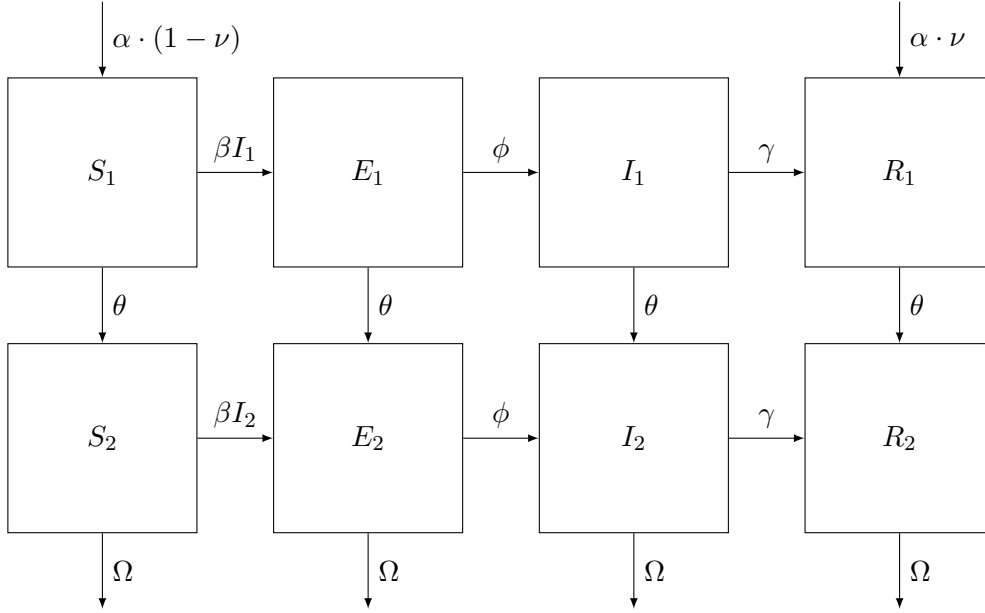 α · (1 − ν)
α · ν
S₁
βI₁
E₁
φ
I₁
γ
R₁
θ
θ
θ
θ
S₂
βI₂
E₂
φ
I₂
γ
R₂
Ω
Ω
Ω
Ω